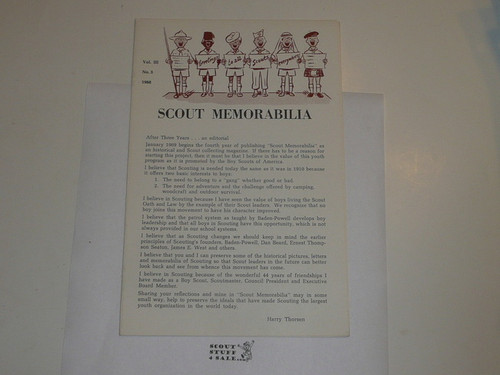 Greetings to all Scouts everywhere
Vol. III
No. 1
1968
SCOUT MEMORABILIA
After Three Years . . . an editorial
January 1968 begins the fourth year of publishing "Scout Memorabilia" as
an historical and Scout collecting magazine. If there has to be a reason for
starting this project, then it must be that I believe in the value of this youth
program as it is presented by the Boy Scouts of America
I believe that Scouting is needed today the same as it was in 1908 because
it offers two basic interests to boys:
1. The need to belong to a "gang" whether good or bad
2. The need for adventure and the challenge offered by camping,
woodcraft and outdoor survival.
I believe in Scouting because I have seen the value of boys living the Scout
Oath and Law by the example of their Scout leaders. We recognize that no
boy joins this movement to have his character improved.
I believe that the patrol system as taught by Baden-Powell develops boy
leadership and that all boys in Scouting have this opportunity, which is not
always provided in our school systems.
I believe that as Scouting changes we should keep in mind the earlier
principles of Scouting's founders, Baden-Powell, Dan Beard, Ernest Thomp-
son Seaton, James E. West and others.
I believe that you and I can preserve some of the historical pictures, letters
and memorabilia of Scouting so that Scout leaders in the future can better
look back and see from whence this movement has come.
I believe in Scouting because of the wonderful 44 years of friendships I
have made as a Boy Scout, Scoutmaster, Council President and Executive
Board Member.
Sharing your collections and mine in "Scout Memorabilia" may in some
small way, help to preserve the ideals that have made Scouting the largest
youth organization in the world today.
Harry Thorsen
SCOUT
STUFF
4 SALE